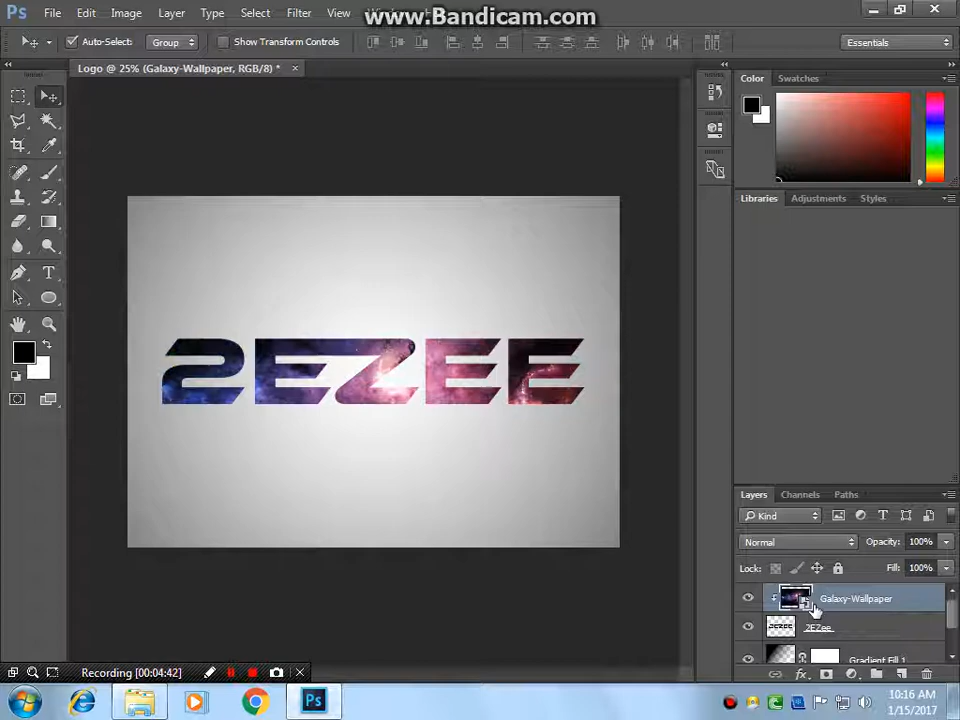 www.Bandicam.com
Ps File Edit Image Layer Type Select Filter View
Auto-Select: Group Show Transform Controls Essentials
Logo @ 25% (Galaxy-Wallpaper, RGB/8) * ×
Color Swatches
Libraries Adjustments Styles
2EZEE
Layers Channels Paths
Kind
Normal Opacity: 100%
Lock: Fill: 100%
Galaxy-Wallpaper
2EZee
Gradient Fill 1
Recording [00:04:42]
Ps
10:16 AM
1/15/2017